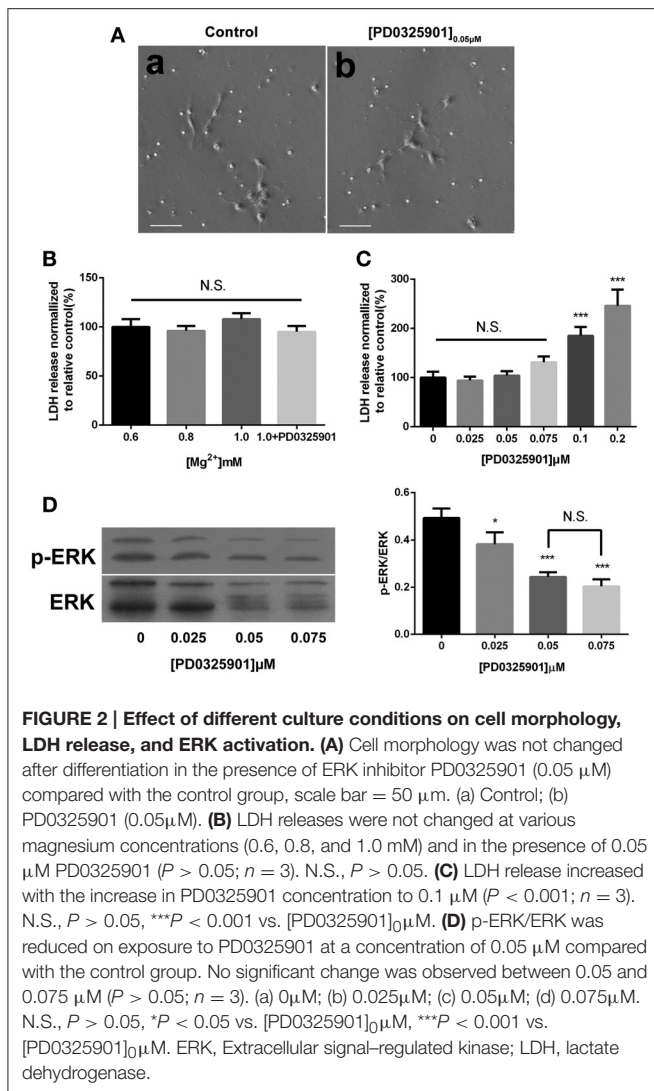 A
Control
[PD0325901]0.05μM
a
b
B
LDH release normallized
to relative control(%)
150
100
50
0
N.S.
0.6
0.8
1.0
1.0+PD0325901
[Mg2+]mM
C
LDH release normallized
to relative control(%)
300
200
100
0
N.S.
***
***
0
0.025
0.05
0.075
0.1
0.2
[PD0325901]μM
D
p-ERK
ERK
0
0.025
0.05
0.075
[PD0325901]μM
p-ERK/ERK
0.6
0.4
0.2
0.0
*
***
N.S.
***
0
0.025
0.05
0.075
[PD0325901]μM
FIGURE 2 | Effect of different culture conditions on cell morphology,
LDH release, and ERK activation. (A) Cell morphology was not changed
after differentiation in the presence of ERK inhibitor PD0325901 (0.05 μM)
compared with the control group, scale bar = 50 μm. (a) Control; (b)
PD0325901 (0.05μM). (B) LDH releases were not changed at various
magnesium concentrations (0.6, 0.8, and 1.0 mM) and in the presence of 0.05
μM PD0325901 (P > 0.05; n = 3). N.S., P > 0.05. (C) LDH release increased
with the increase in PD0325901 concentration to 0.1 μM (P < 0.001; n = 3).
N.S., P > 0.05, ***P < 0.001 vs. [PD0325901]0μM. (D) p-ERK/ERK was
reduced on exposure to PD0325901 at a concentration of 0.05 μM compared
with the control group. No significant change was observed between 0.05 and
0.075 μM (P > 0.05; n = 3). (a) 0μM; (b) 0.025μM; (c) 0.05μM; (d) 0.075μM.
N.S., P > 0.05, *P < 0.05 vs. [PD0325901]0μM, ***P < 0.001 vs.
[PD0325901]0μM. ERK, Extracellular signal–regulated kinase; LDH, lactate
dehydrogenase.